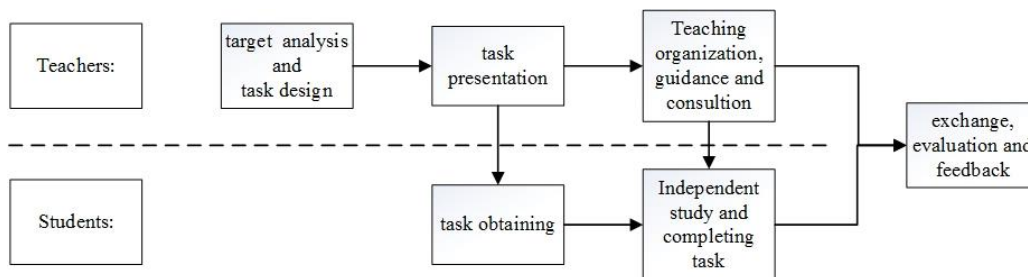 Teachers:
target analysis
and
task design
task
presentation
Teaching
organization,
guidance and
consultion
exchange,
evaluation and
feedback
Students:
task obtaining
Independent
study and
completing
task